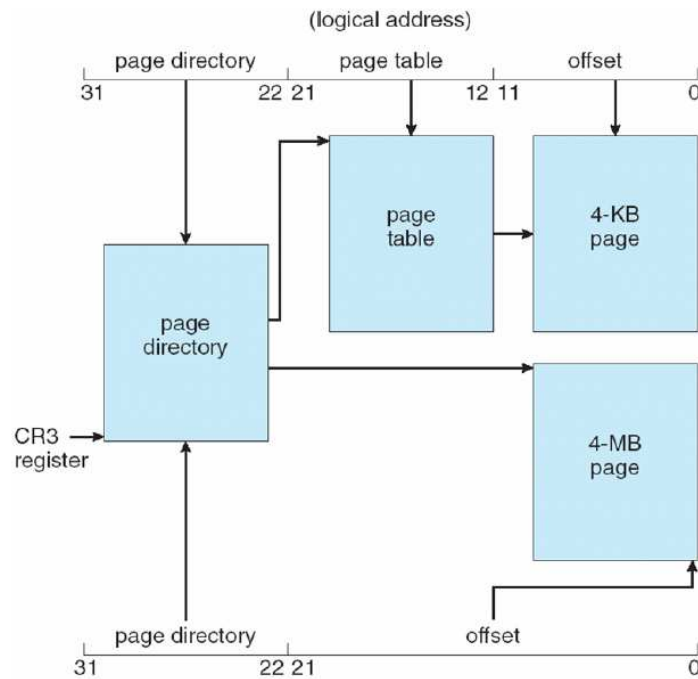 (logical address)
page directory page table offset
31 22 21 12 11 0
page
table
4-KB
page
page
directory
CR3
register
4-MB
page
page directory offset
31 22 21 0